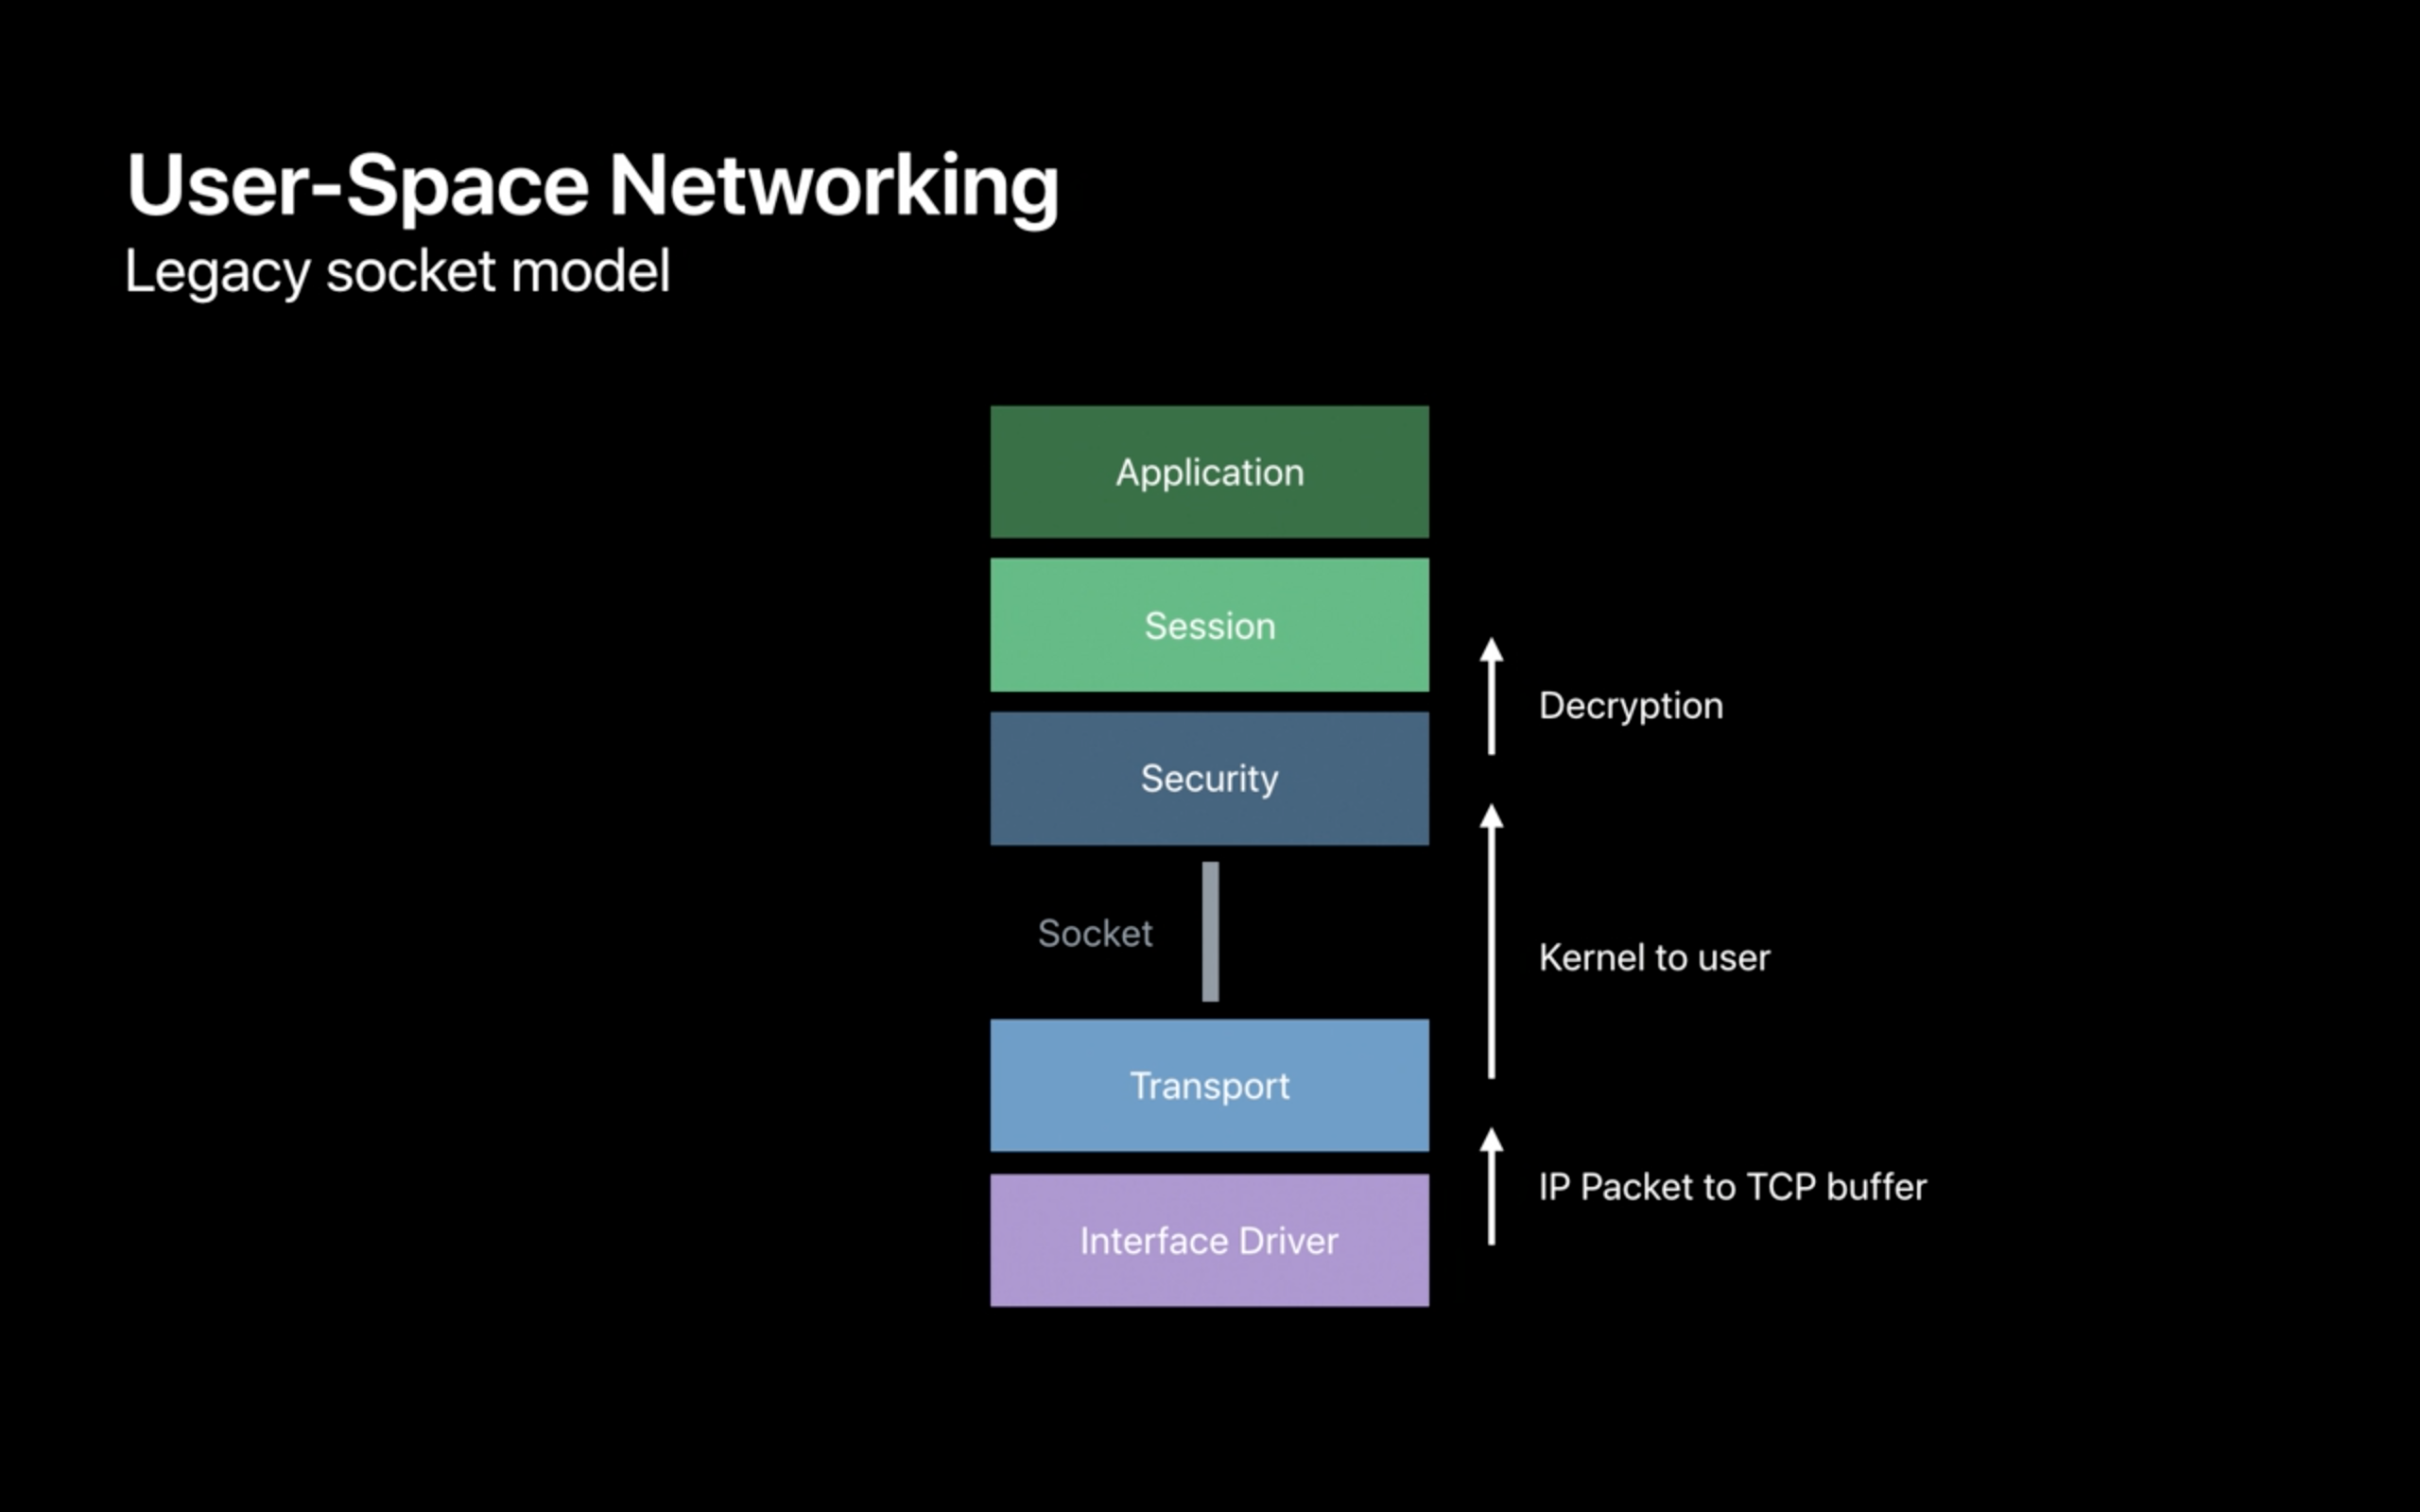 User-Space Networking
Legacy socket model
Application
Session
Decryption
Security
Socket
Kernel to user
Transport
IP Packet to TCP buffer
Interface Driver